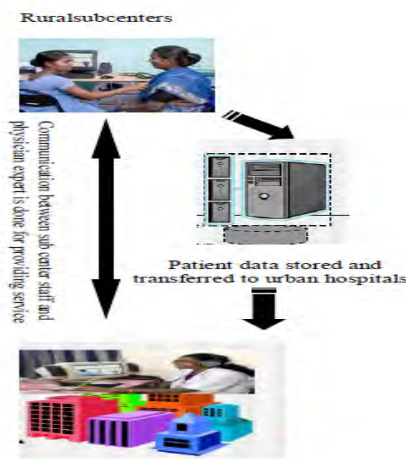 Ruralsubcenters
Communication between sub center staff and
physician expert is done for providing service
Patient data stored and
transferred to urban hospitals